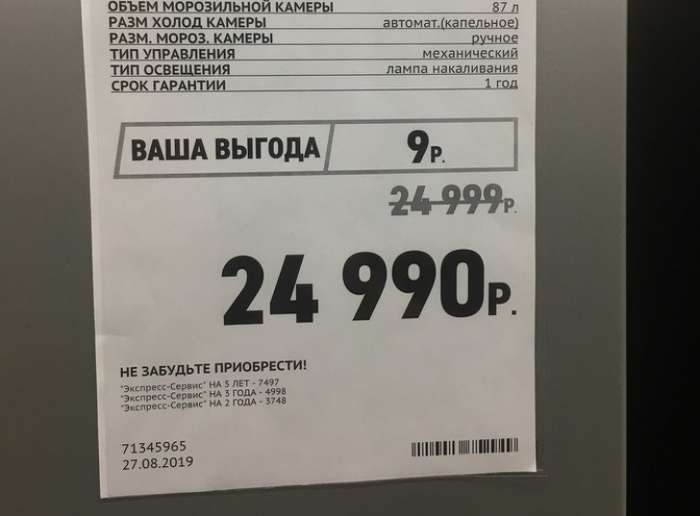 ОБЪЕМ МОРОЗИЛЬНОЙ КАМЕРЫ 87 л
РАЗМ ХОЛОД КАМЕРЫ автомат.(капельное)
РАЗМ. МОРОЗ. КАМЕРЫ ручное
ТИП УПРАВЛЕНИЯ механический
ТИП ОСВЕЩЕНИЯ лампа накаливания
СРОК ГАРАНТИИ 1 год
ВАША ВЫГОДА 9Р.
24 999Р.
24 990Р.
НЕ ЗАБУДЬТЕ ПРИОБРЕСТИ!
"Экспресс-Сервис" НА 5 ЛЕТ - 7497
"Экспресс-Сервис" НА 3 ГОДА - 4998
"Экспресс-Сервис" НА 2 ГОДА - 3748
71345965
27.08.2019